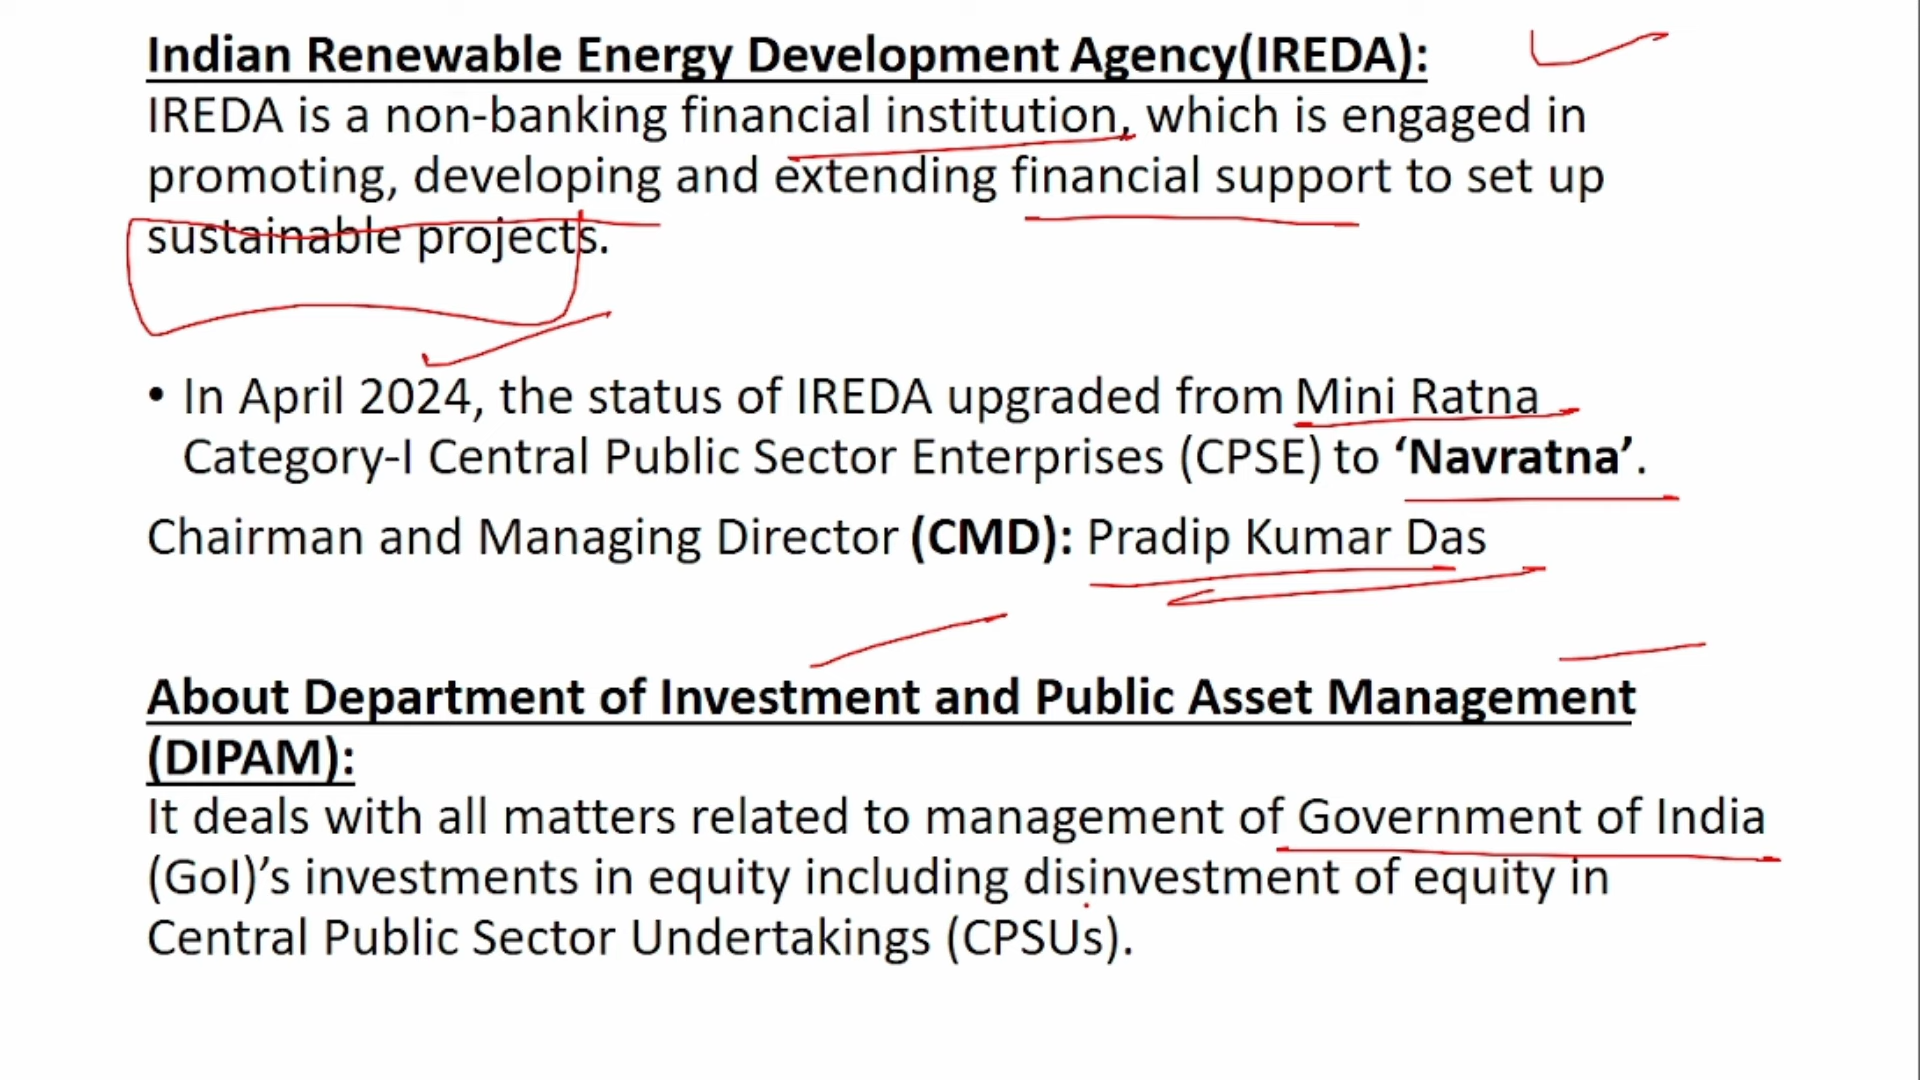 Indian Renewable Energy Development Agency(IREDA):
IREDA is a non-banking financial institution, which is engaged in
promoting, developing and extending financial support to set up
sustainable projects.
• In April 2024, the status of IREDA upgraded from Mini Ratna
Category-I Central Public Sector Enterprises (CPSE) to ‘Navratna’.
Chairman and Managing Director (CMD): Pradip Kumar Das
About Department of Investment and Public Asset Management
(DIPAM):
It deals with all matters related to management of Government of India
(GoI)’s investments in equity including disinvestment of equity in
Central Public Sector Undertakings (CPSUs).